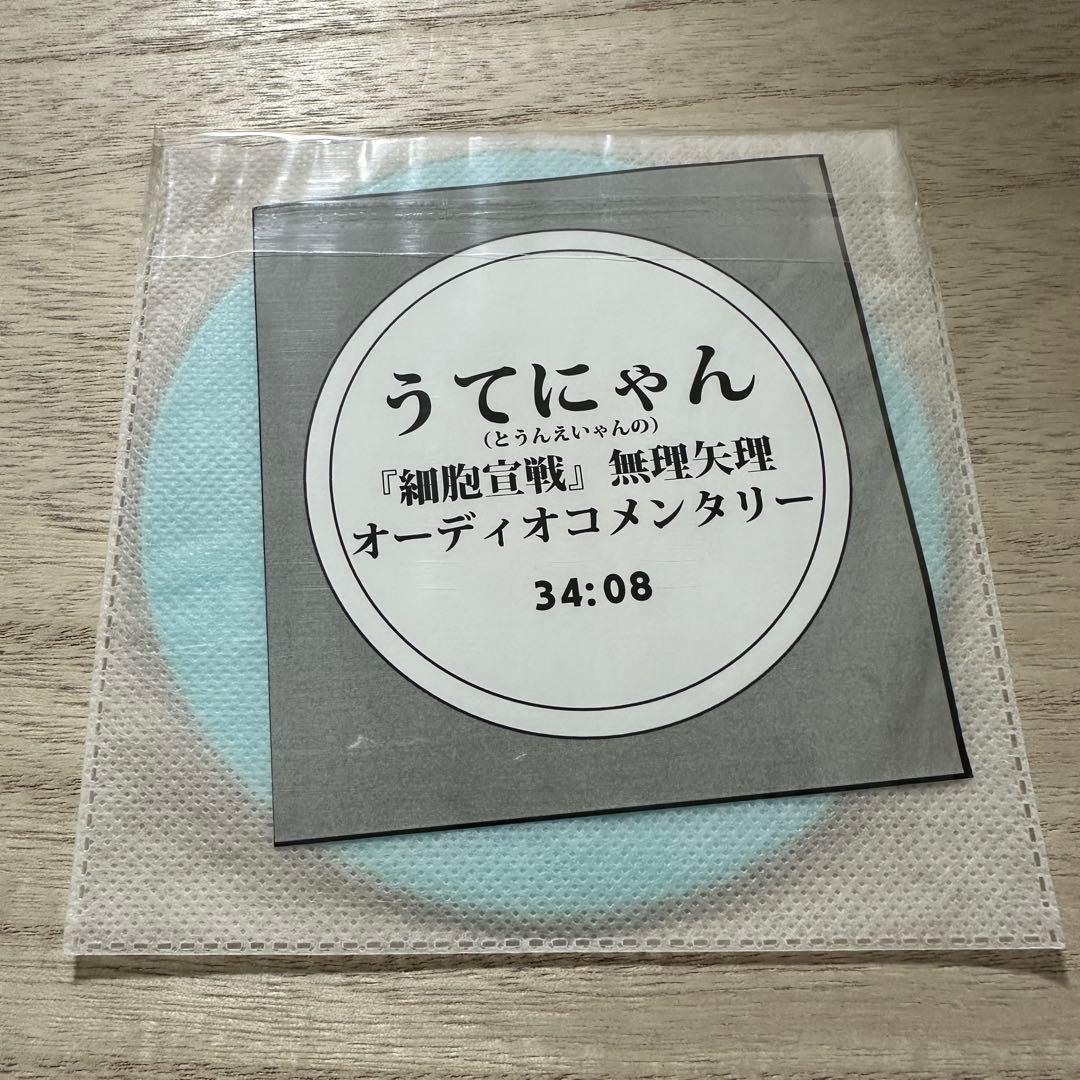 うてにゃん
(とうんえいゃんの)
『細胞宣戦』無理矢理
オーディオコメンタリー
34:08